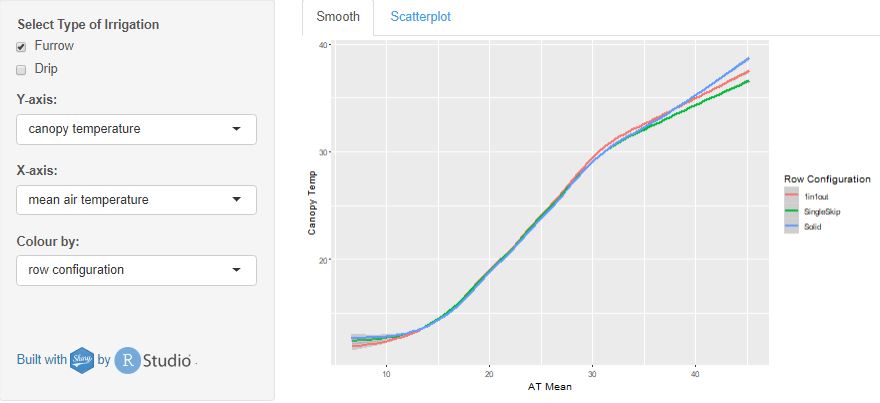 Select Type of Irrigation
Furrow
Drip
Y-axis:
canopy temperature
X-axis:
mean air temperature
Colour by:
row configuration
Built with Shiny by R Studio .
Smooth Scatterplot
40
30
20
Canopy Temp
10 20 30 40
AT Mean
Row Configuration
1in1out
SingleSkip
Solid